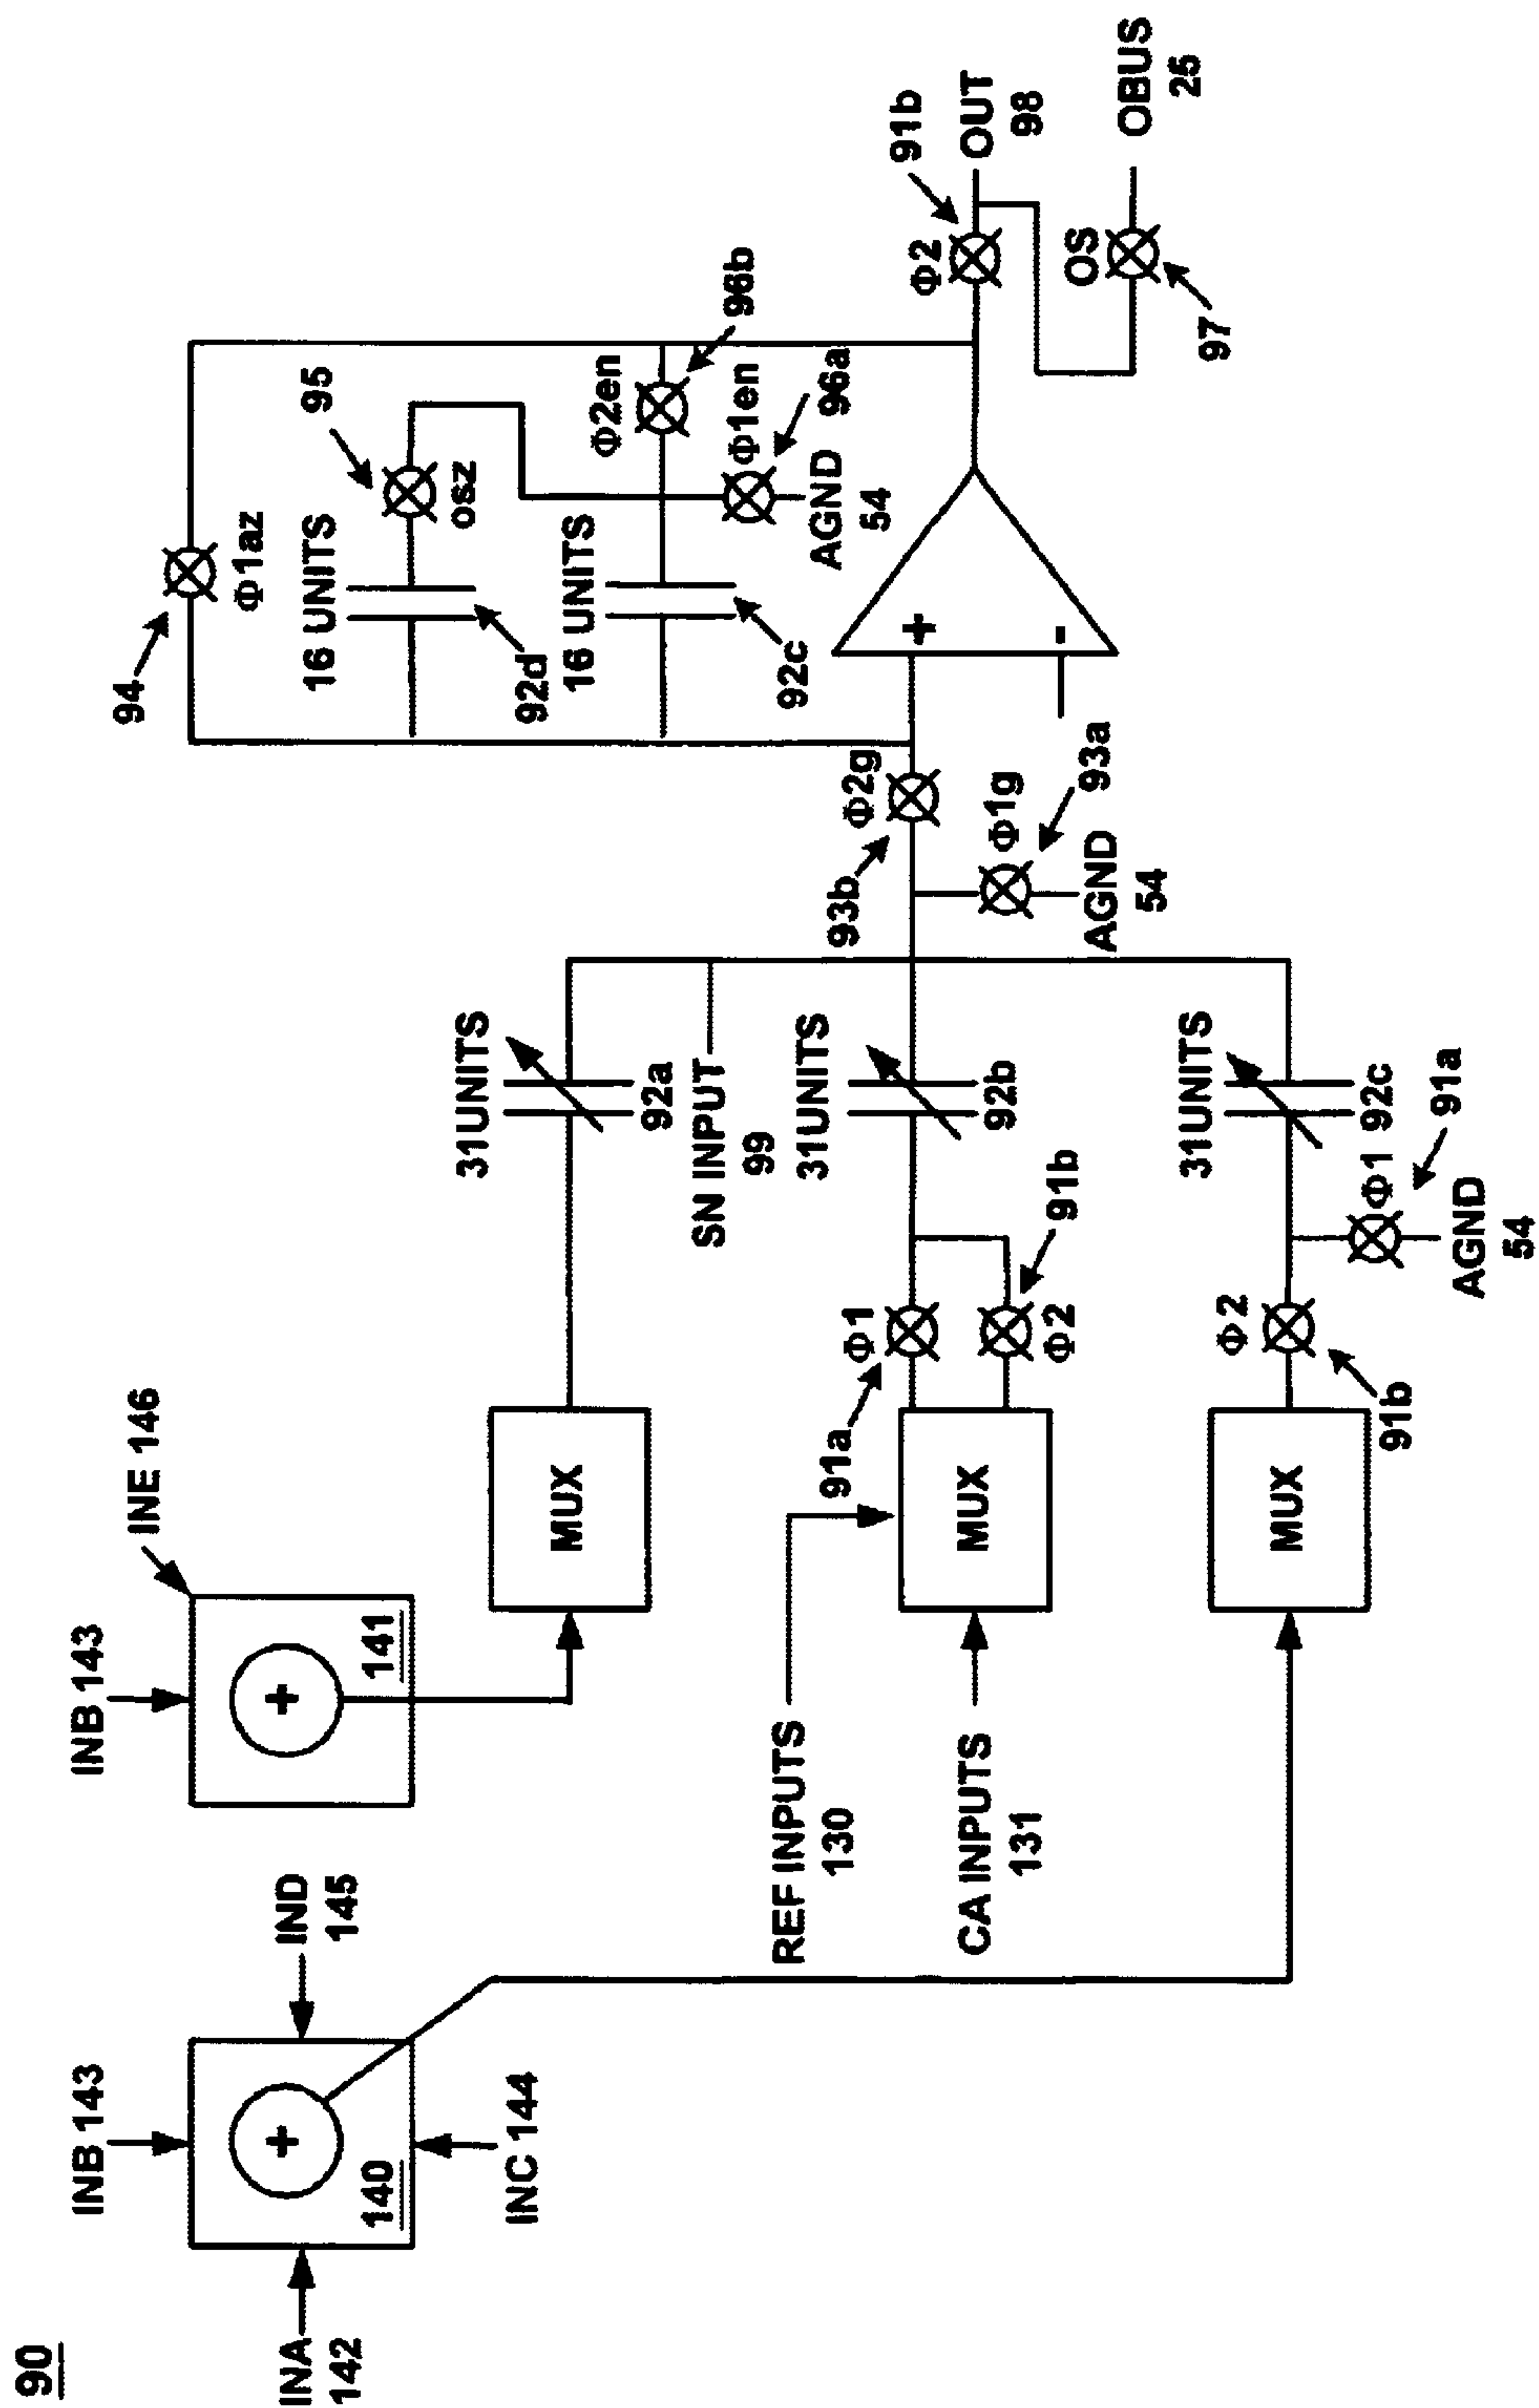 90
INA
142
INB 143
IND
145
140
+
INC 144
INB 143
INE 146
141
+
REF INPUTS
130
CA INPUTS
131
MUX
MUX
MUX
91a
Φ1
Φ2
91b
Φ2
91b
Φ1
91a
AGND
54
31UNITS
92a
SN INPUT
99
31UNITS
92b
31UNITS
92c
93b
Φ2g
Φ1g
93a
AGND
54
94
Φ1az
16 UNITS
92d
95
osz
16 UNITS
92c
Φ2en
96b
Φ1en
96a
AGND
54
+
-
Φ2
91b
OUT
98
OS
97
OBUS
25